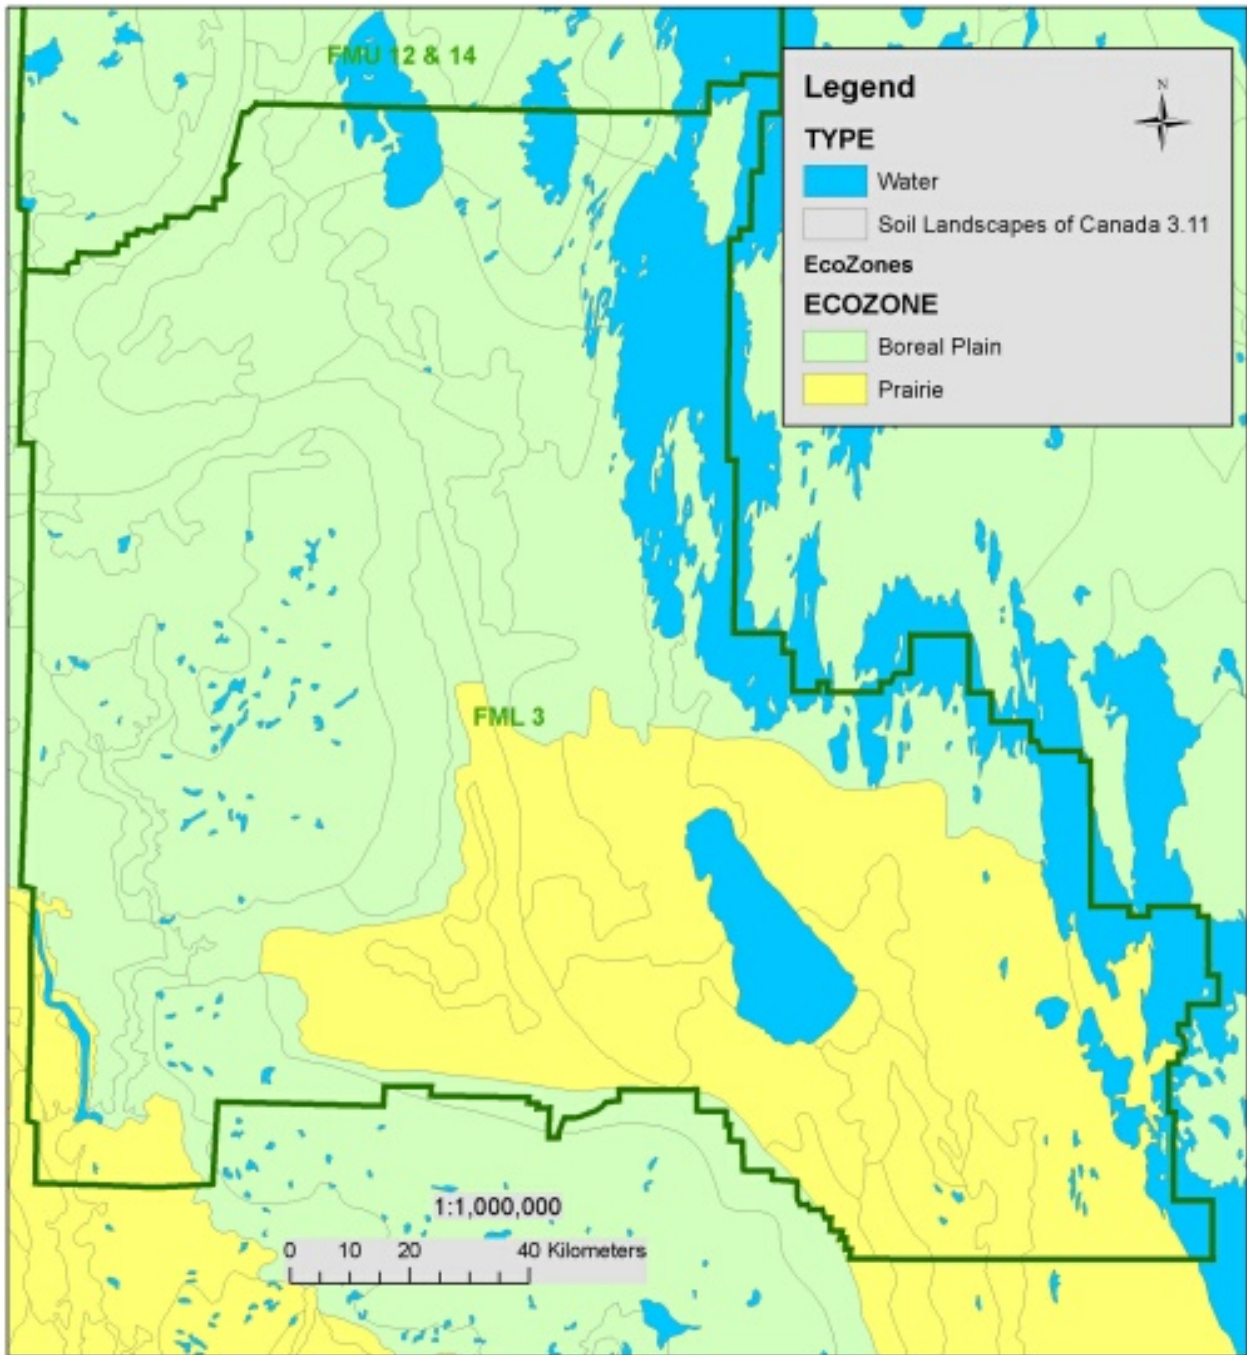 FMU 12 & 14
Legend
N
TYPE
Water
Soil Landscapes of Canada 3.11
EcoZones
ECOZONE
Boreal Plain
Prairie
FML 3
1:1,000,000
0 10 20 40 Kilometers